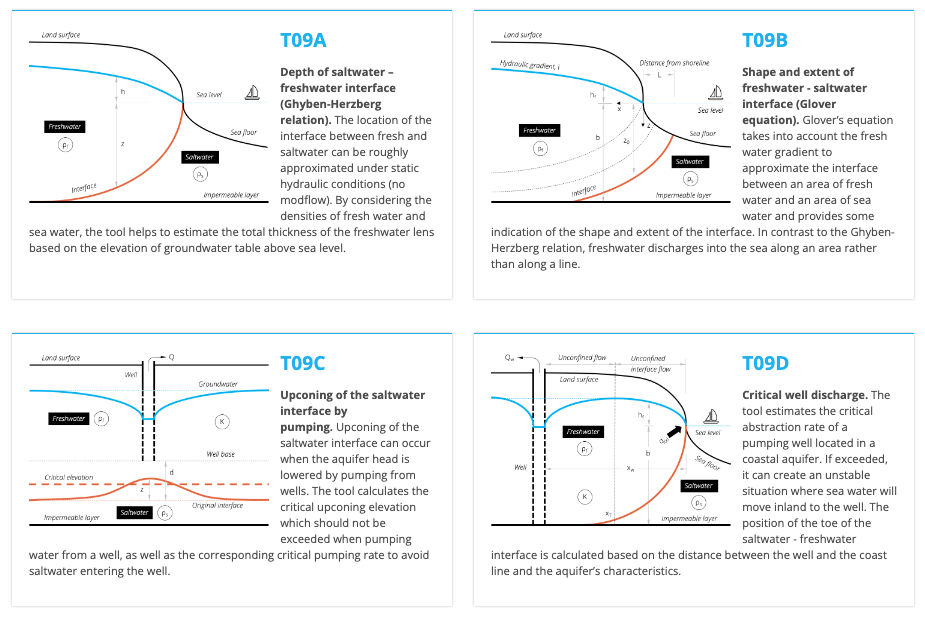 Land surface
h
Sea level
Freshwater
ρf
Sea floor
z
Saltwater
ρs
Interface
Impermeable layer
T09A
Depth of saltwater –
freshwater interface
(Ghyben-Herzberg
relation). The location of the
interface between fresh and
saltwater can be roughly
approximated under static
hydraulic conditions (no
modflow). By considering the
densities of fresh water and
sea water, the tool helps to estimate the total thickness of the freshwater lens
based on the elevation of groundwater table above sea level.
Land surface
Hydraulic gradient, i
Distance from shoreline
L
hf
x
Sea level
z
Freshwater
ρf
b
z0
Sea floor
Saltwater
ρs
Interface
Impermeable layer
T09B
Shape and extent of
freshwater - saltwater
interface (Glover
equation). Glover’s equation
takes into account the fresh
water gradient to
approximate the interface
between an area of fresh
water and an area of sea
water and provides some
indication of the shape and extent of the interface. In contrast to the Ghyben-
Herzberg relation, freshwater discharges into the sea along an area rather
than along a line.
Land surface
Q
Well
Groundwater
Freshwater
ρf
K
Well base
Critical elevation
d
z
Original interface
Saltwater
ρs
Impermeable layer
T09C
Upconing of the saltwater
interface by
pumping. Upconing of the
saltwater interface can occur
when the aquifer head is
lowered by pumping from
wells. The tool calculates the
critical upconing elevation
which should not be
exceeded when pumping
water from a well, as well as the corresponding critical pumping rate to avoid
saltwater entering the well.
Qw
Unconfined flow
Unconfined
interface flow
Land surface
hf
Freshwater
ρf
Sea level
b
Well
xw
Sea floor
Saltwater
ρs
K
xT
Impermeable layer
T09D
Critical well discharge. The
tool estimates the critical
abstraction rate of a
pumping well located in a
coastal aquifer. If exceeded,
it can create an unstable
situation where sea water will
move inland to the well. The
position of the toe of the
saltwater - freshwater
interface is calculated based on the distance between the well and the coast
line and the aquifer’s characteristics.